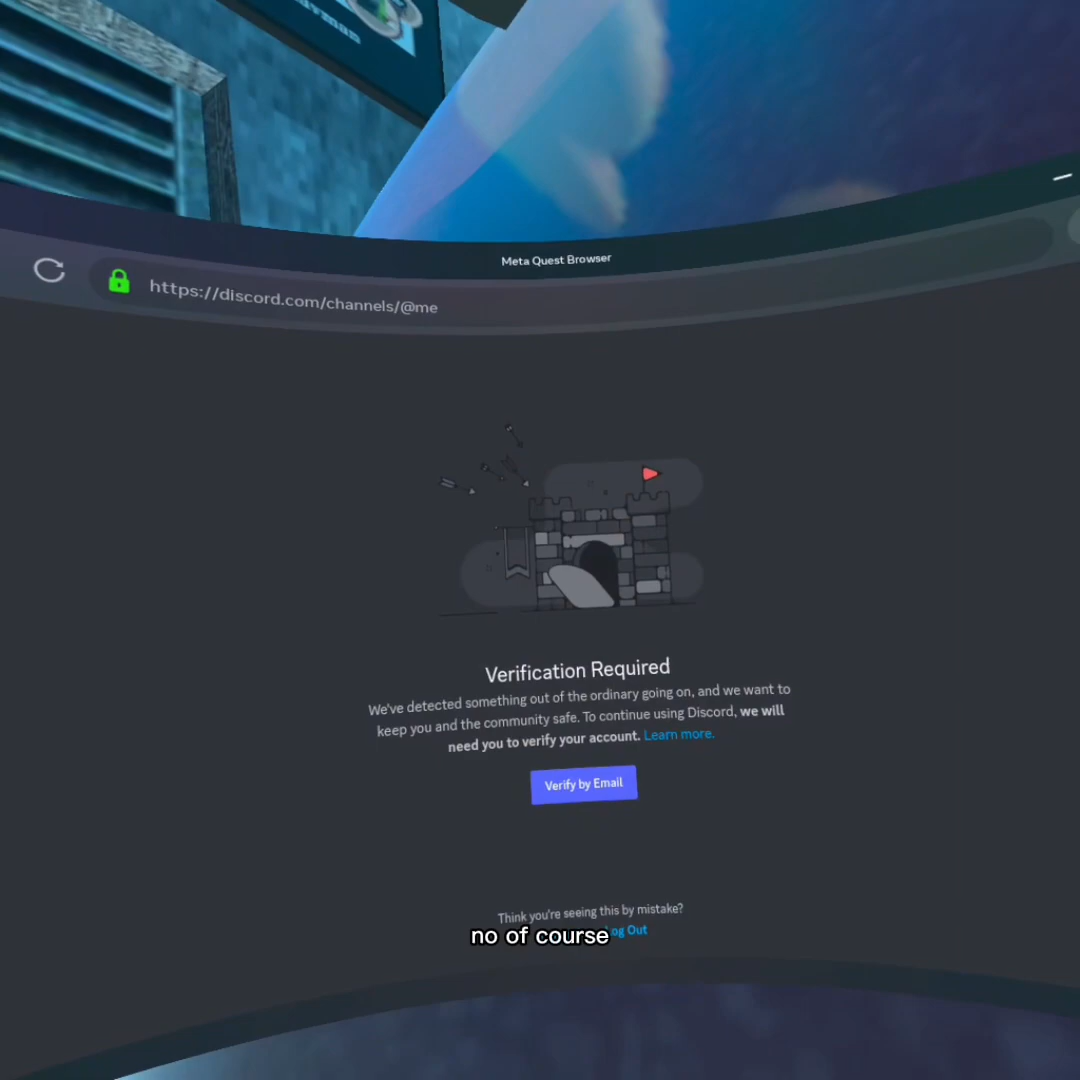 Meta Quest Browser
https://discord.com/channels/@me
Verification Required
We've detected something out of the ordinary going on, and we want to
keep you and the community safe. To continue using Discord, we will
need you to verify your account. Learn more.
Verify by Email
Think you're seeing this by mistake?
Log Out
no of course